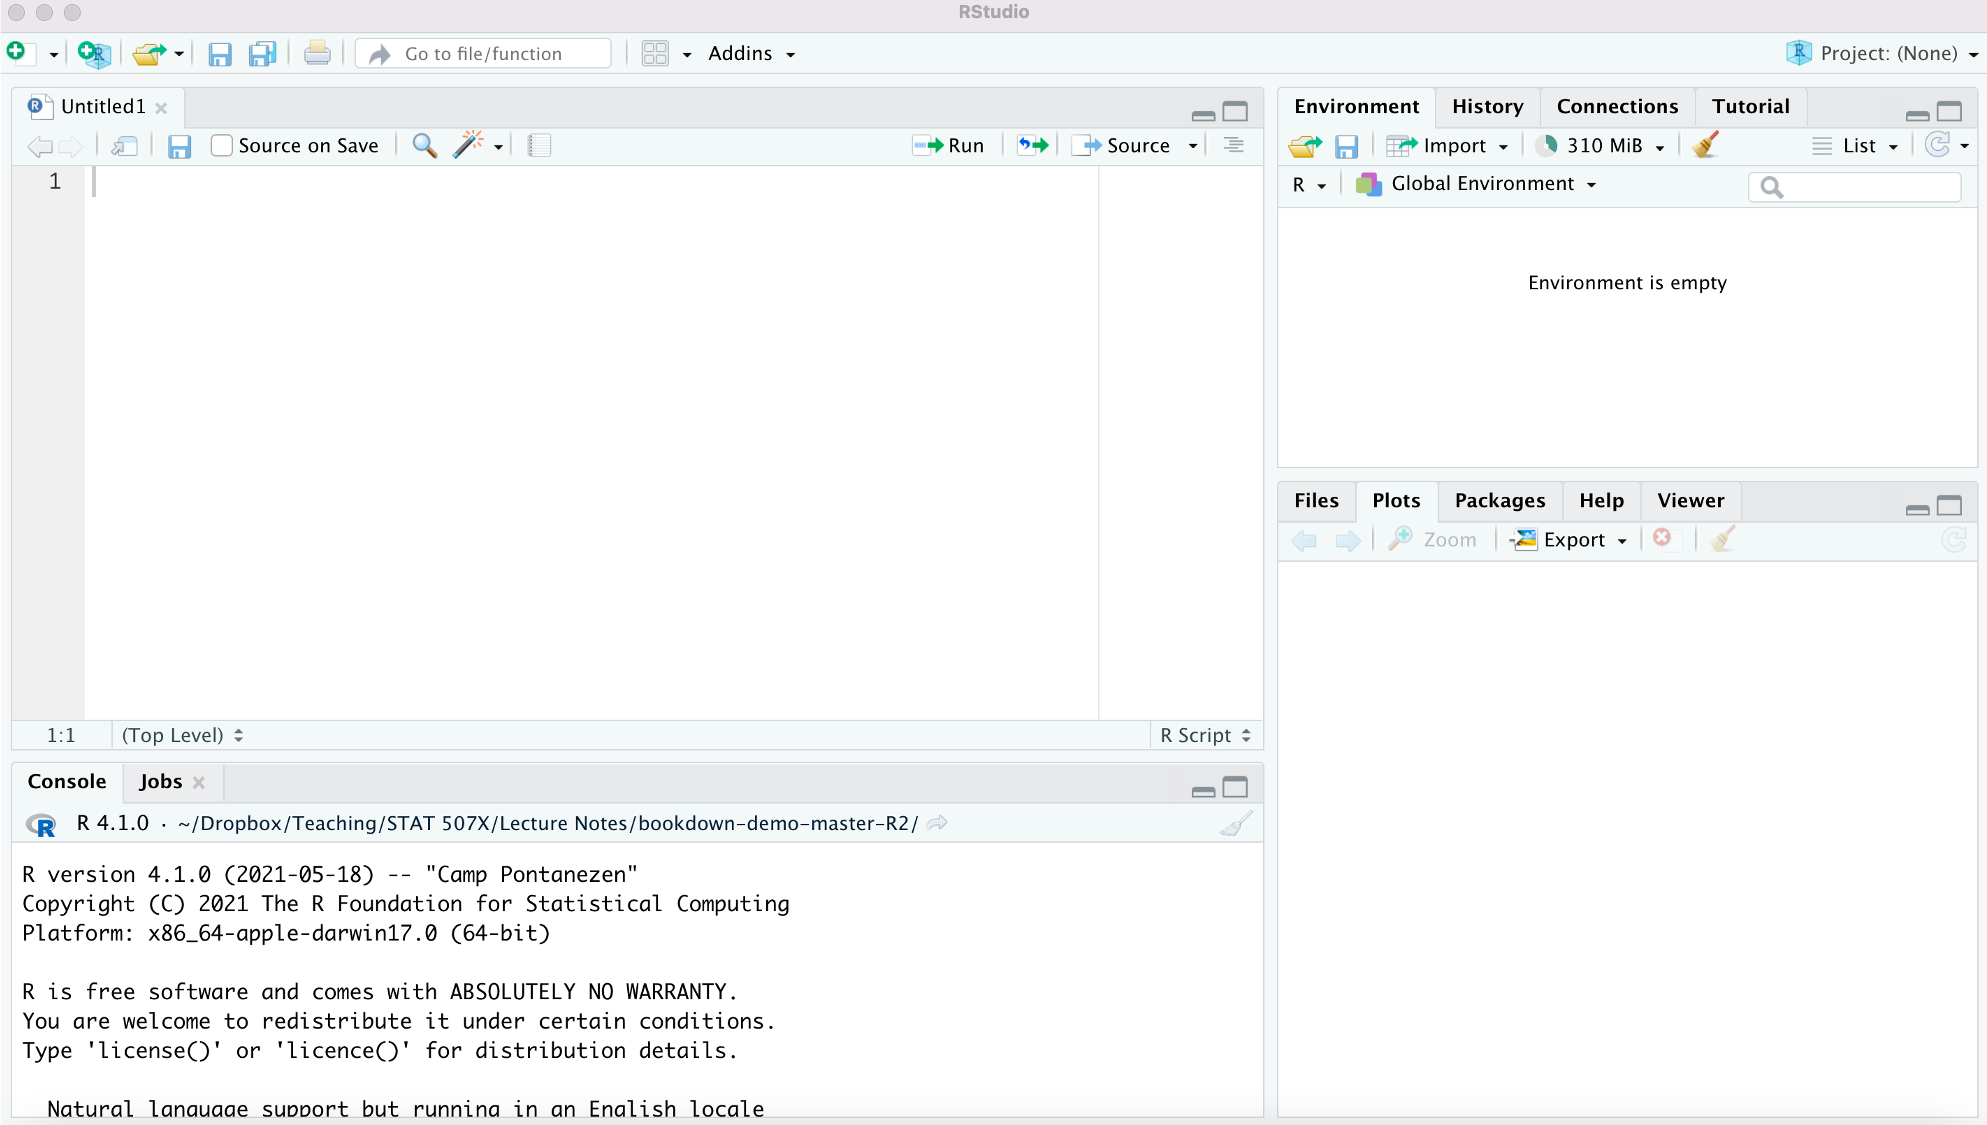 RStudio
Go to file/function
Addins
Project: (None)
Untitled1
Source on Save
Run
Source
1
1:1
(Top Level)
R Script
Console
Jobs
R 4.1.0 · ~/Dropbox/Teaching/STAT 507X/Lecture Notes/bookdown-demo-master-R2/
R version 4.1.0 (2021-05-18) -- "Camp Pontanezen"
Copyright (C) 2021 The R Foundation for Statistical Computing
Platform: x86_64-apple-darwin17.0 (64-bit)
R is free software and comes with ABSOLUTELY NO WARRANTY.
You are welcome to redistribute it under certain conditions.
Type 'license()' or 'licence()' for distribution details.
Natural language support but running in an English locale
Environment
History
Connections
Tutorial
Import
310 MiB
List
R
Global Environment
Environment is empty
Files
Plots
Packages
Help
Viewer
Zoom
Export